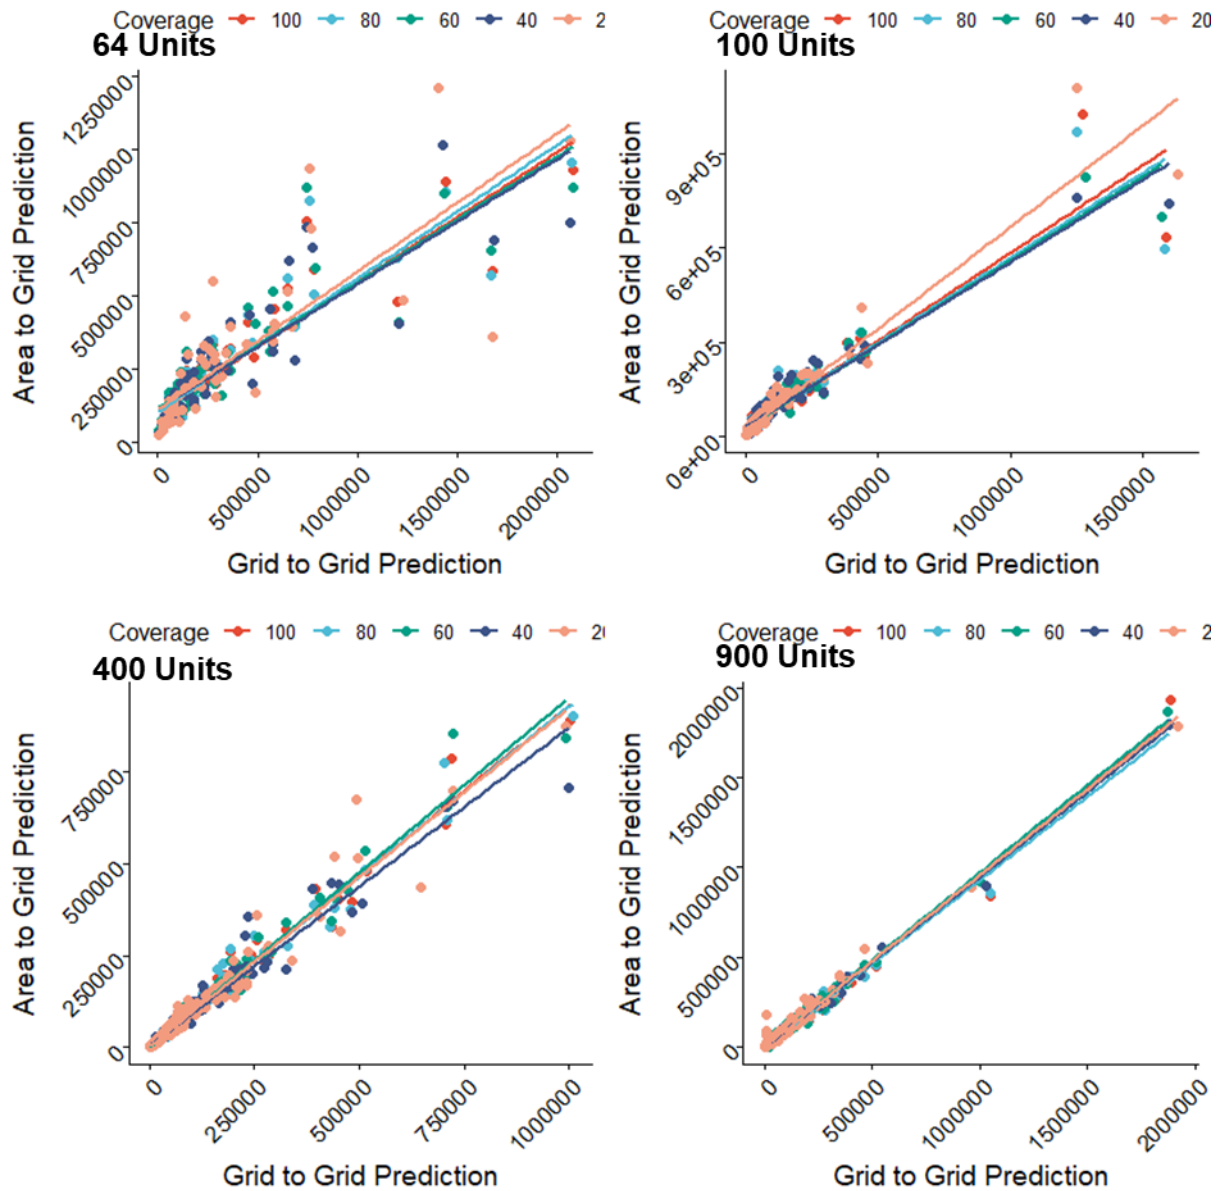 Coverage 100 80 60 40 2
64 Units
1250000
1000000
750000
500000
250000
0
Area to Grid Prediction
0 500000 1000000 1500000 2000000
Grid to Grid Prediction
Coverage 100 80 60 40 20
100 Units
9e+05
6e+05
3e+05
0e+00
Area to Grid Prediction
0 500000 1000000 1500000
Grid to Grid Prediction
Coverage 100 80 60 40 20
400 Units
750000
500000
250000
0
Area to Grid Prediction
0 250000 500000 750000 1000000
Grid to Grid Prediction
Coverage 100 80 60 40 2
900 Units
2000000
1500000
1000000
500000
0
Area to Grid Prediction
0 500000 1000000 1500000 2000000
Grid to Grid Prediction